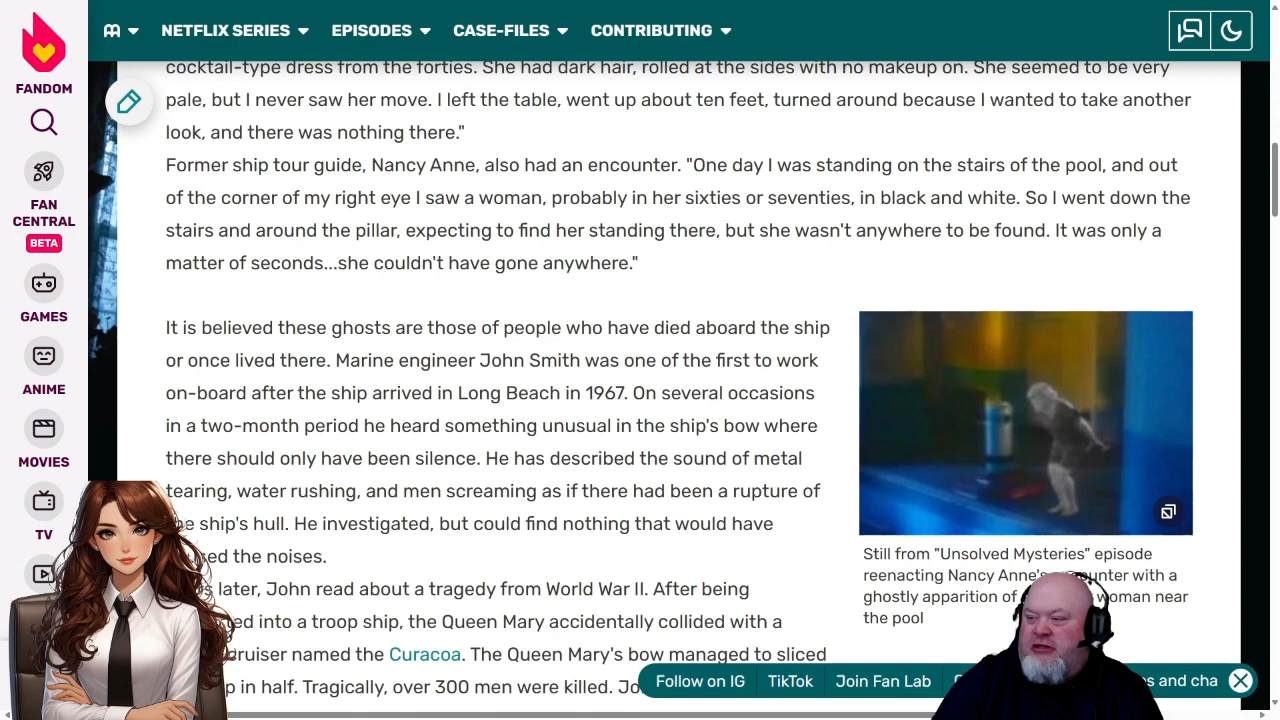 NETFLIX SERIES EPISODES CASE-FILES CONTRIBUTING
FANDOM
FAN
CENTRAL
BETA
GAMES
ANIME
MOVIES
TV
cocktail-type dress from the forties. She had dark hair, rolled at the sides with no makeup on. She seemed to be very
pale, but I never saw her move. I left the table, went up about ten feet, turned around because I wanted to take another
look, and there was nothing there."
Former ship tour guide, Nancy Anne, also had an encounter. "One day I was standing on the stairs of the pool, and out
of the corner of my right eye I saw a woman, probably in her sixties or seventies, in black and white. So I went down the
stairs and around the pillar, expecting to find her standing there, but she wasn't anywhere to be found. It was only a
matter of seconds...she couldn't have gone anywhere."
It is believed these ghosts are those of people who have died aboard the ship
or once lived there. Marine engineer John Smith was one of the first to work
on-board after the ship arrived in Long Beach in 1967. On several occasions
in a two-month period he heard something unusual in the ship's bow where
there should only have been silence. He has described the sound of metal
tearing, water rushing, and men screaming as if there had been a rupture of
ship's hull. He investigated, but could find nothing that would have
the noises.
later, John read about a tragedy from World War II. After being
into a troop ship, the Queen Mary accidentally collided with a
named the Curacoa. The Queen Mary's bow managed to sliced
in half. Tragically, over 300 men were killed.
Still from "Unsolved Mysteries" episode
reenacting Nancy Anne's encounter with a
ghostly apparition of woman near
the pool
Follow on IG TikTok Join Fan Lab